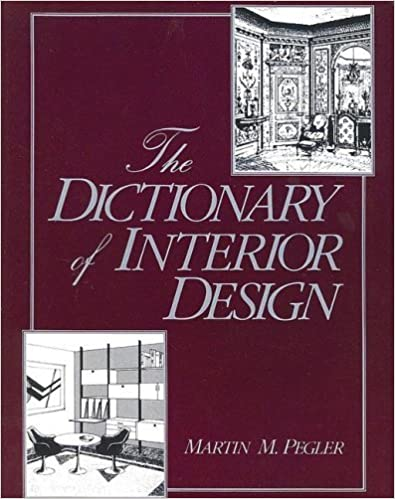 The
DICTIONARY
of INTERIOR
DESIGN
MARTIN M. PEGLER